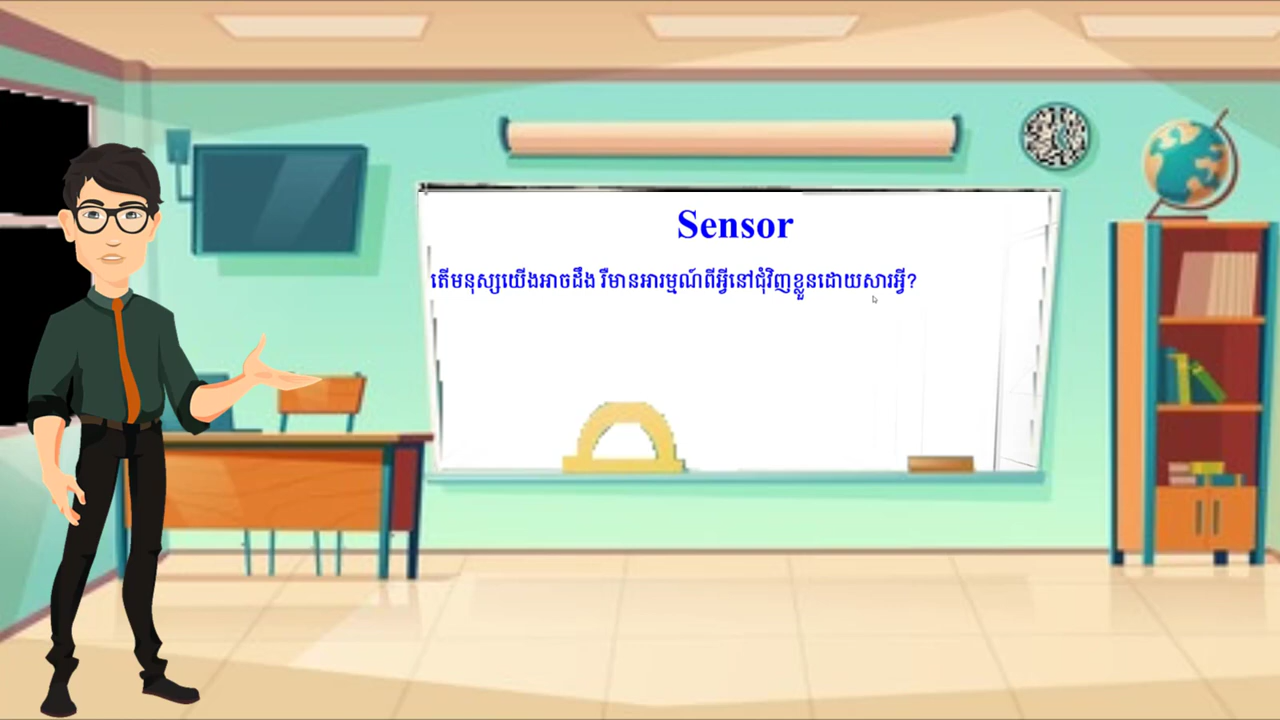 Sensor
តើមនុស្សយើងអាចដឹង រឺមានអារម្មណ៍ពីអ្វីនៅជុំវិញខ្លួនដោយសារអ្វី?